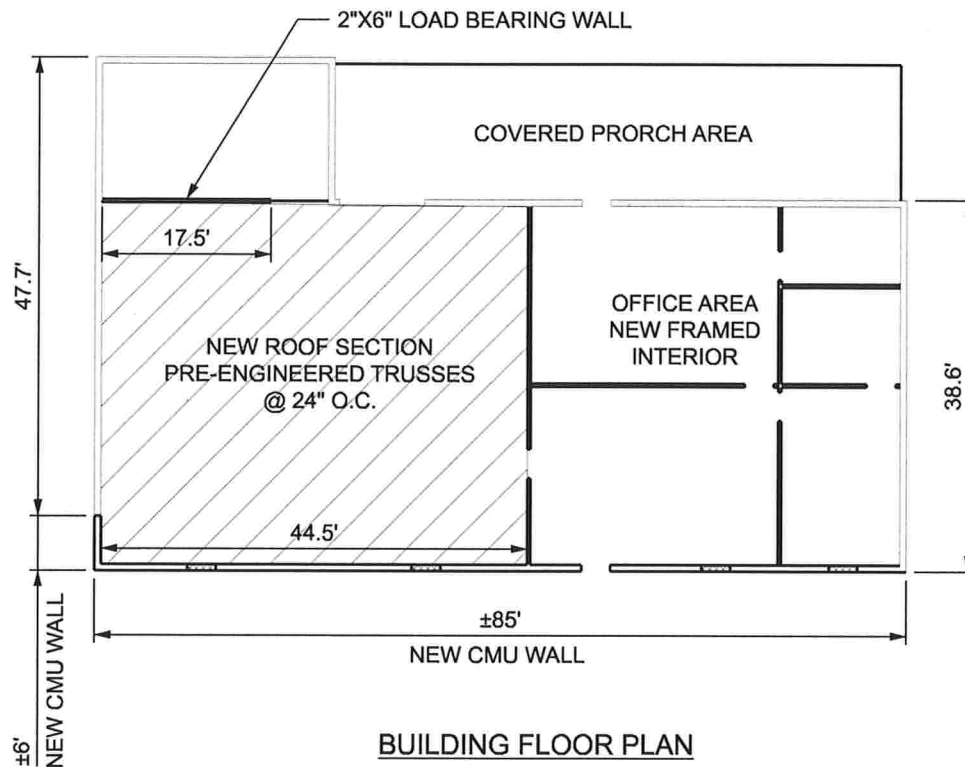 2"X6" LOAD BEARING WALL
COVERED PRORCH AREA
17.5'
47.7'
NEW ROOF SECTION
PRE-ENGINEERED TRUSSES
@ 24" O.C.
OFFICE AREA
NEW FRAMED
INTERIOR
38.6'
44.5'
±85'
NEW CMU WALL
±6'
NEW CMU WALL
BUILDING FLOOR PLAN